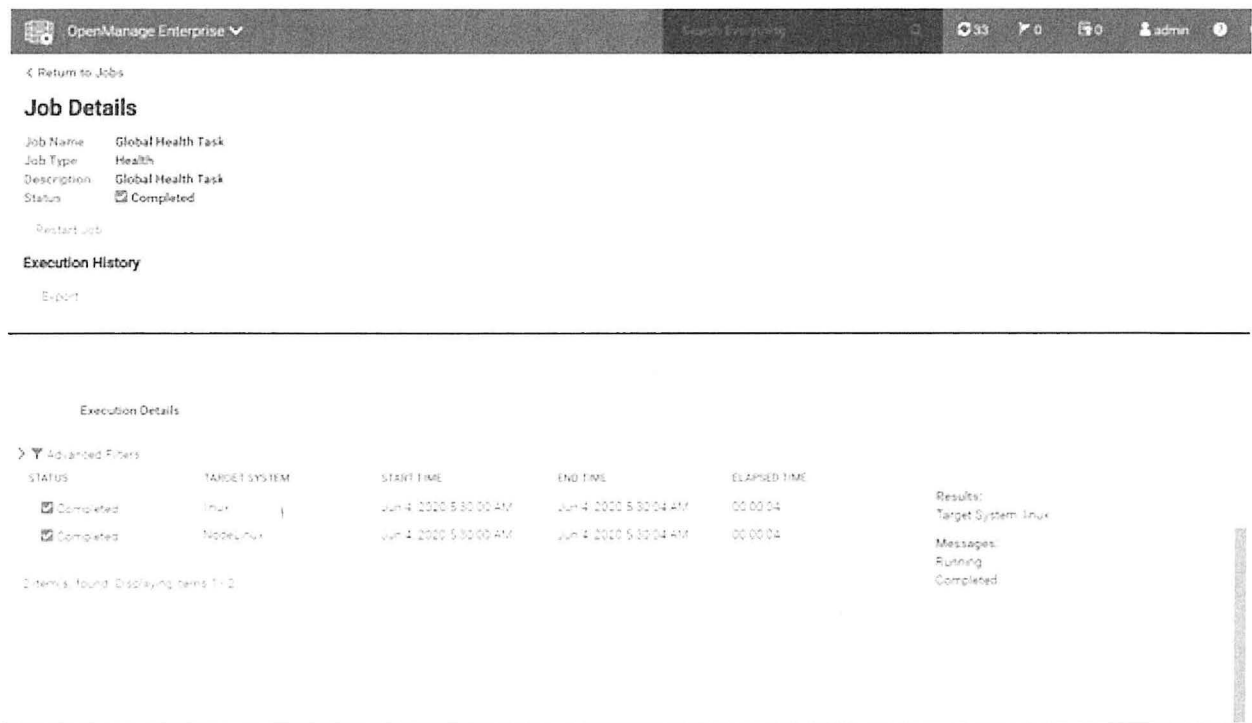 OpenManage Enterprise
Search Everything
33 0 0 admin
Return to Jobs
Job Details
Job Name Global Health Task
Job Type Health
Description Global Health Task
Status Completed
Restart Job
Execution History
Export
Execution Details
Advanced Filters
STATUS TARGET SYSTEM START TIME END TIME ELAPSED TIME
Completed linux Jun 4, 2020 5:30:00 AM Jun 4, 2020 5:30:04 AM 00:00:04
Completed NodeLinux Jun 4, 2020 5:30:00 AM Jun 4, 2020 5:30:04 AM 00:00:04
2 item(s) found. Displaying items 1 - 2
Results:
Target System: linux
Messages:
Running
Completed